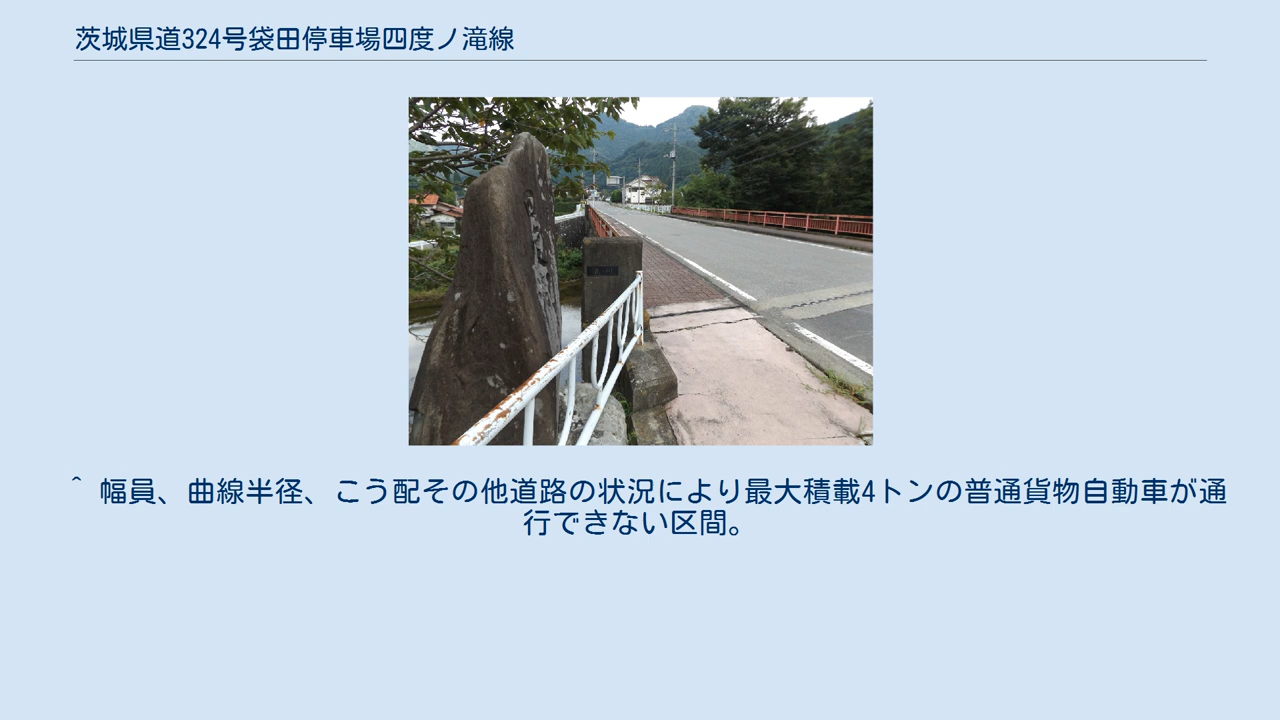 茨城県道324号袋田停車場四度ノ滝線
^ 幅員、曲線半径、こう配その他道路の状況により最大積載4トンの普通貨物自動車が通
行できない区間。